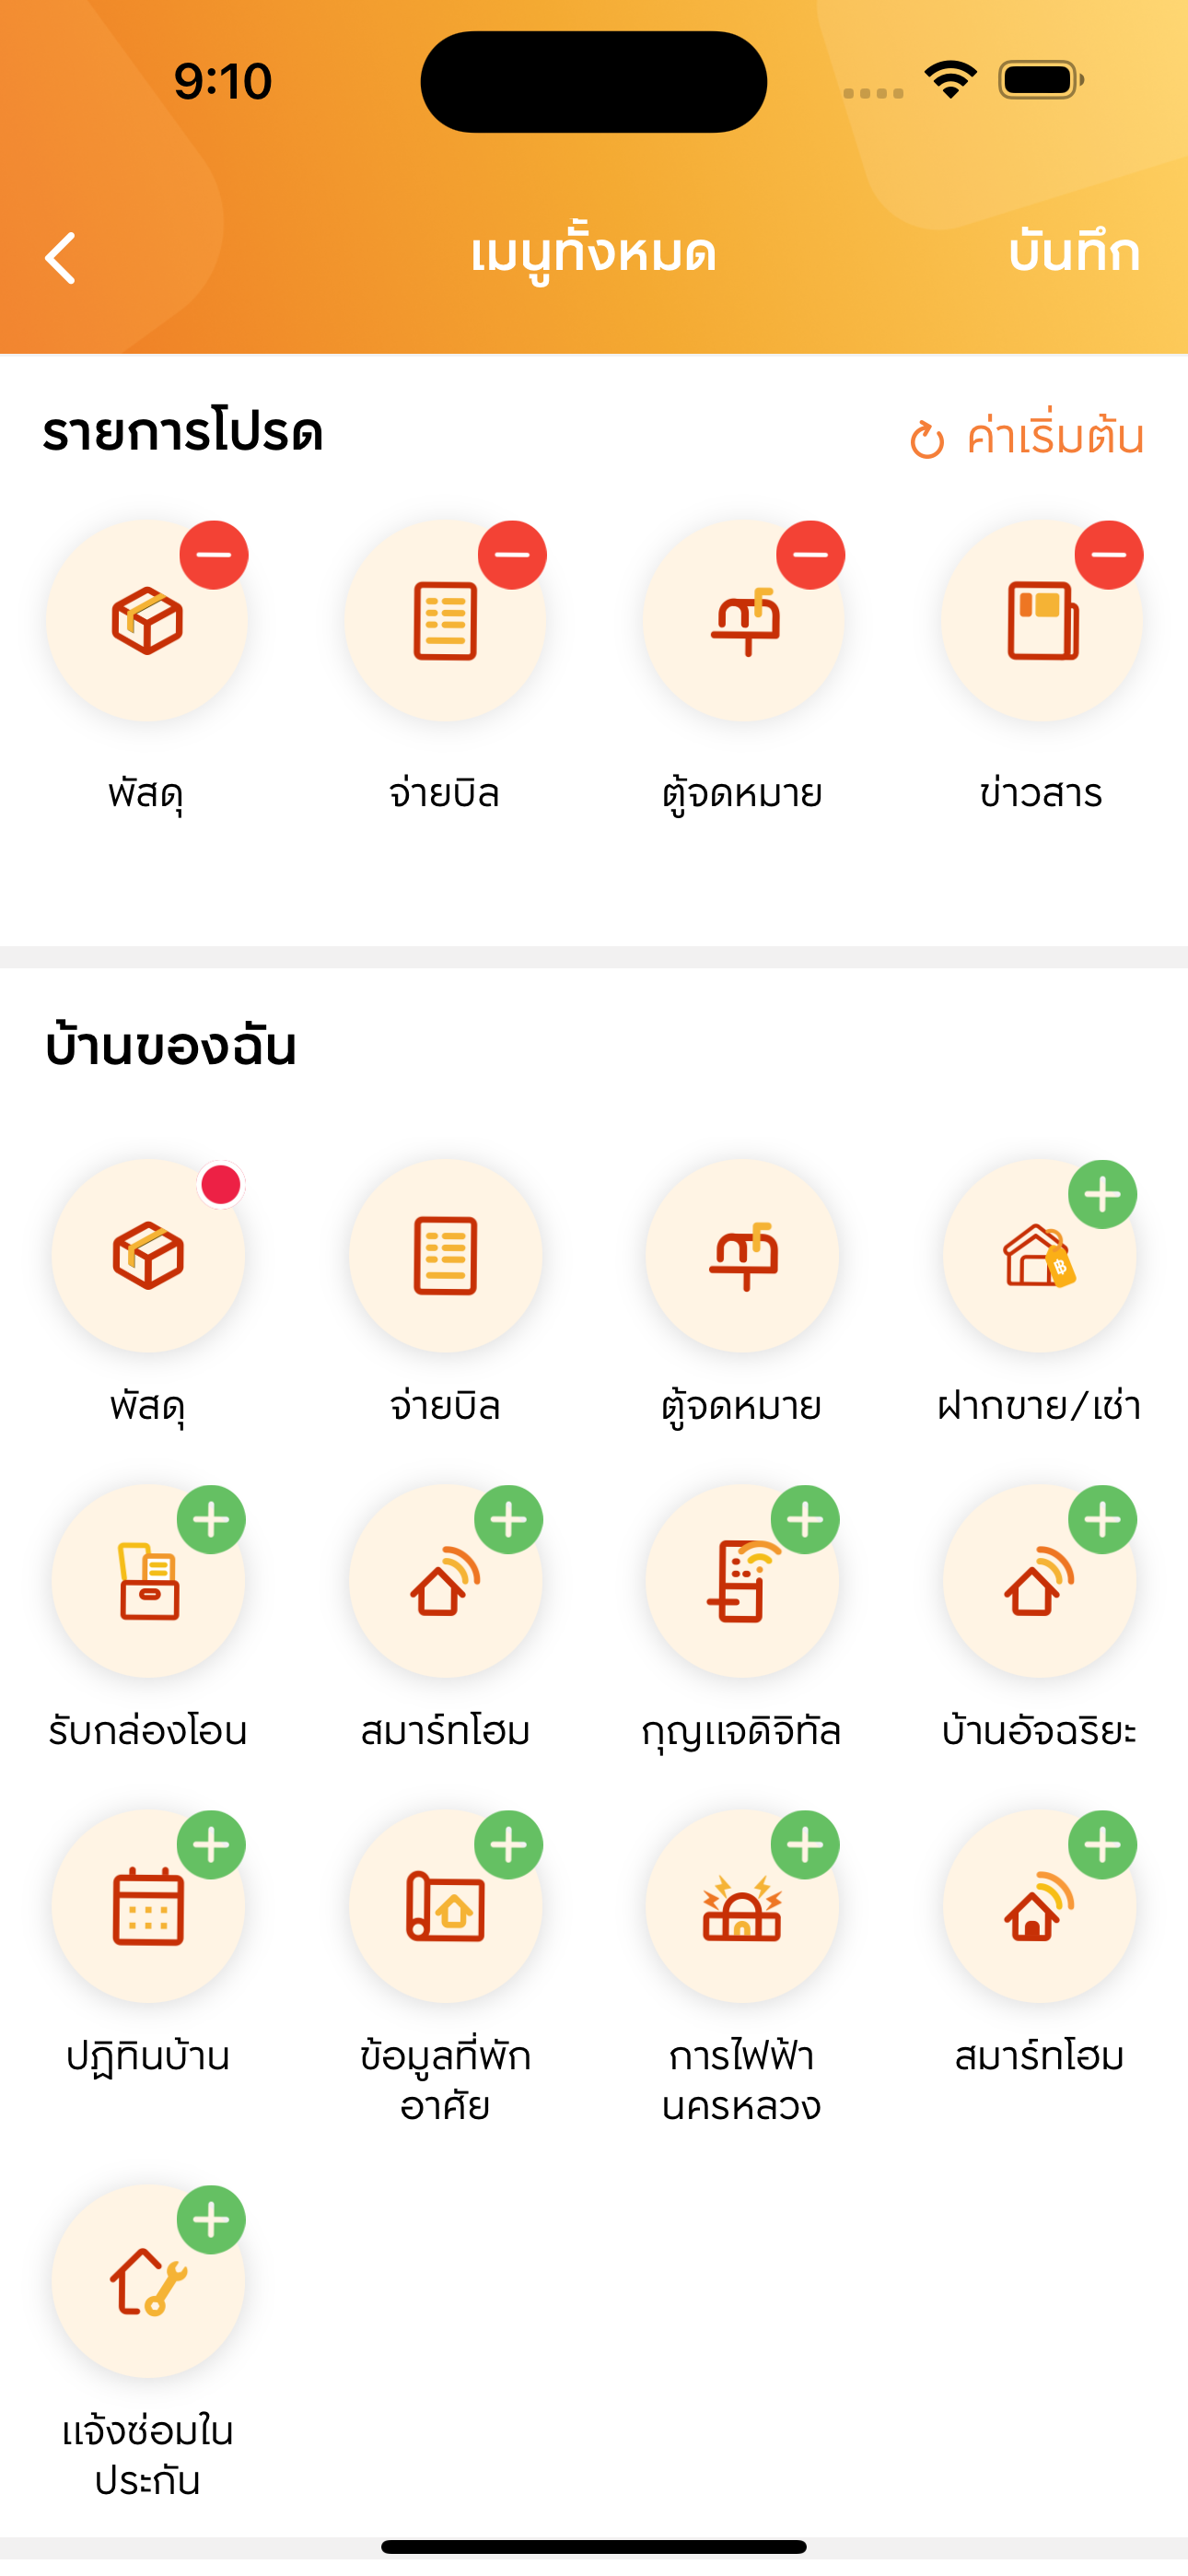 9:10
เมนูทั้งหมด
บันทึก
รายการโปรด
ค่าเริ่มต้น
พัสดุ
จ่ายบิล
ตู้จดหมาย
ข่าวสาร
บ้านของฉัน
พัสดุ
จ่ายบิล
ตู้จดหมาย
ฝากขาย/เช่า
รับกล่องโอน
สมาร์ทโฮม
กุญแจดิจิทัล
บ้านอัจฉริยะ
ปฏิทินบ้าน
ข้อมูลที่พัก
อาศัย
การไฟฟ้า
นครหลวง
สมาร์ทโฮม
แจ้งซ่อมใน
ประกัน